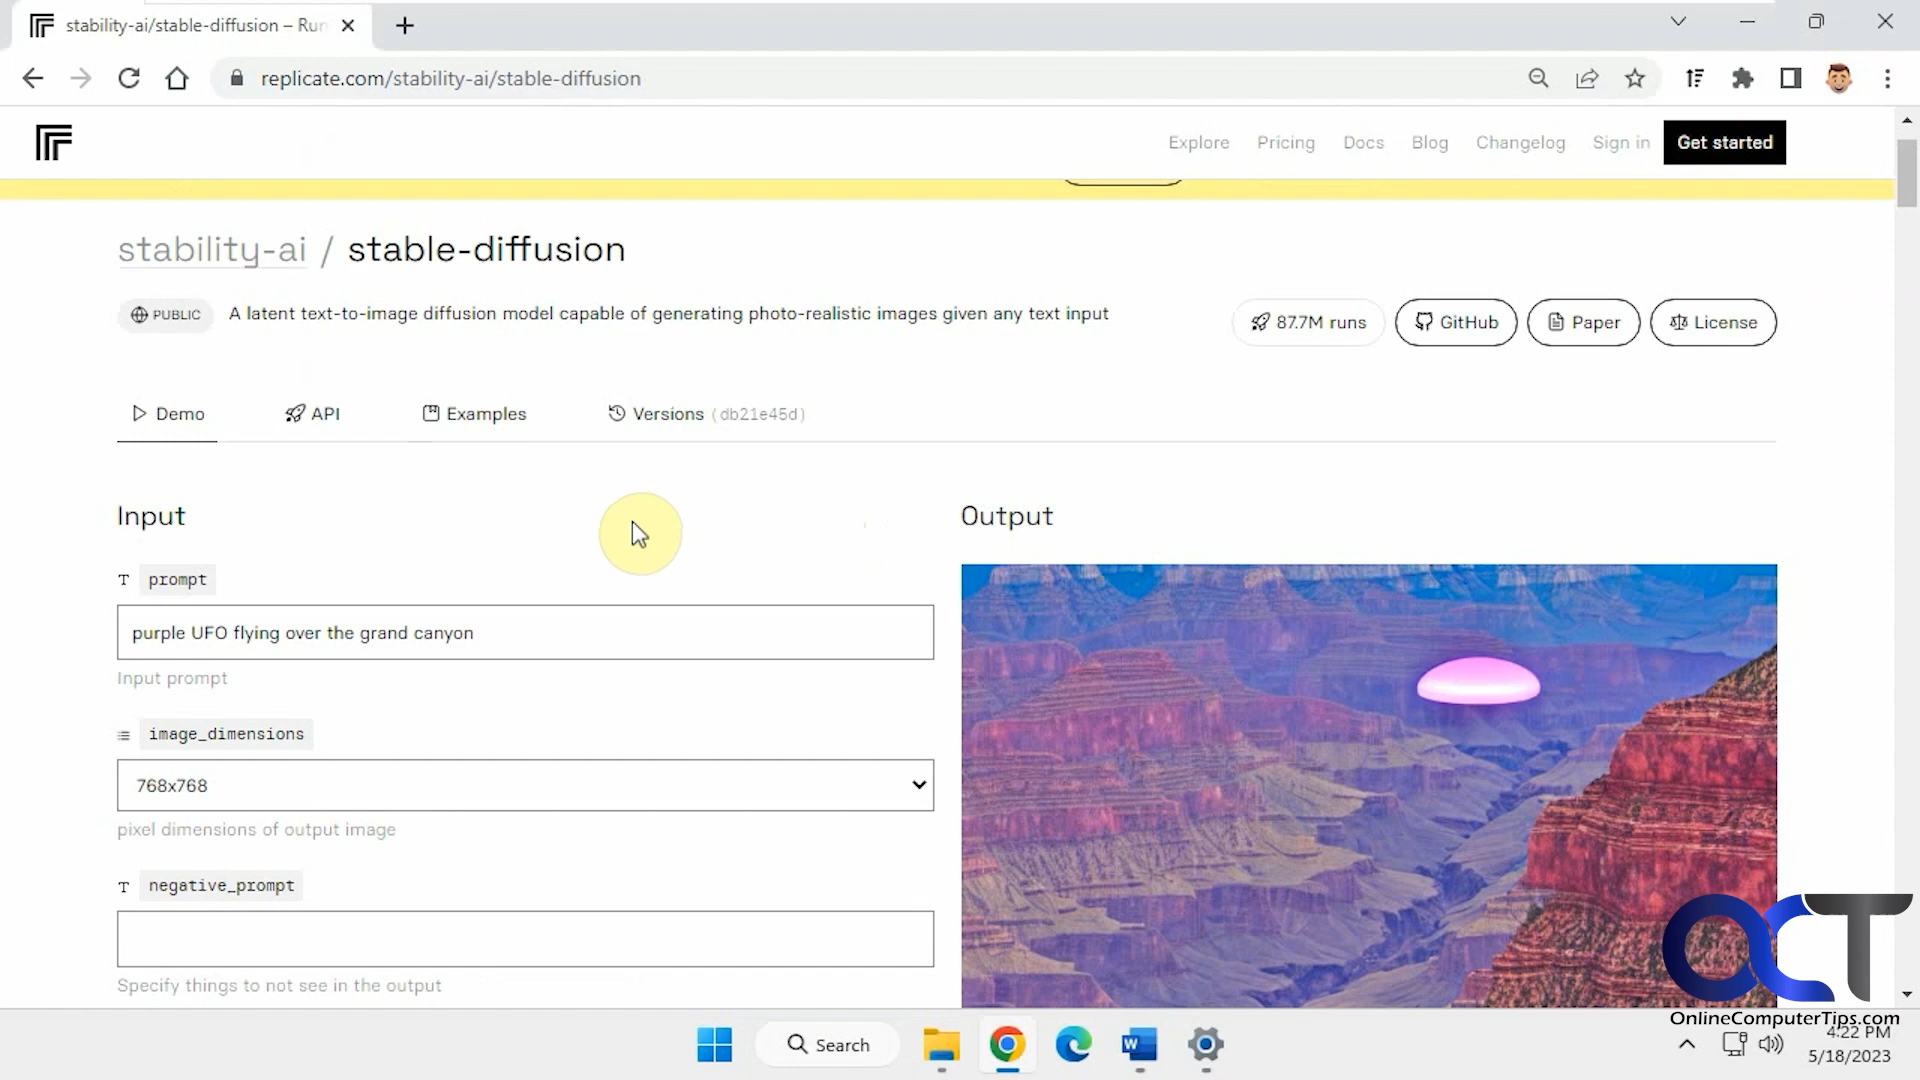 stability-ai/stable-diffusion – Run
replicate.com/stability-ai/stable-diffusion
Explore Pricing Docs Blog Changelog Sign in Get started
stability-ai / stable-diffusion
PUBLIC A latent text-to-image diffusion model capable of generating photo-realistic images given any text input
87.7M runs GitHub Paper License
Demo API Examples Versions (db21e45d)
Input
Output
T prompt
purple UFO flying over the grand canyon
Input prompt
image_dimensions
768x768
pixel dimensions of output image
T negative_prompt
Specify things to not see in the output
OCT
OnlineComputerTips.com
Search
W
4:22 PM
5/18/2023